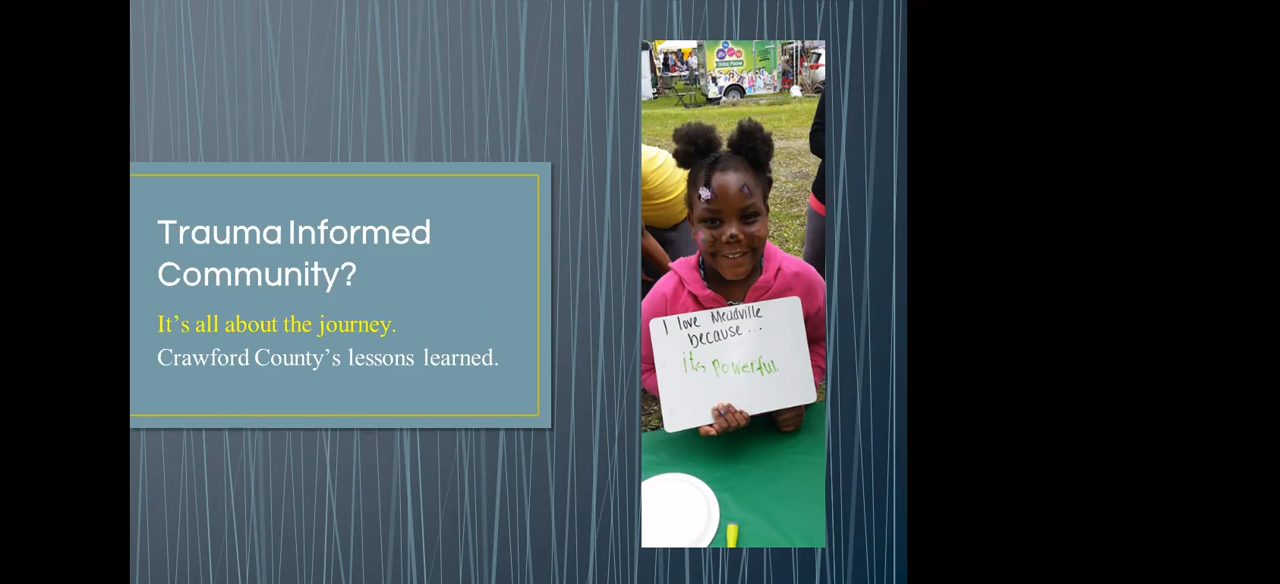 Trauma Informed
Community?
It's all about the journey.
Crawford County's lessons learned.
I love Meadville
because...
its powerful